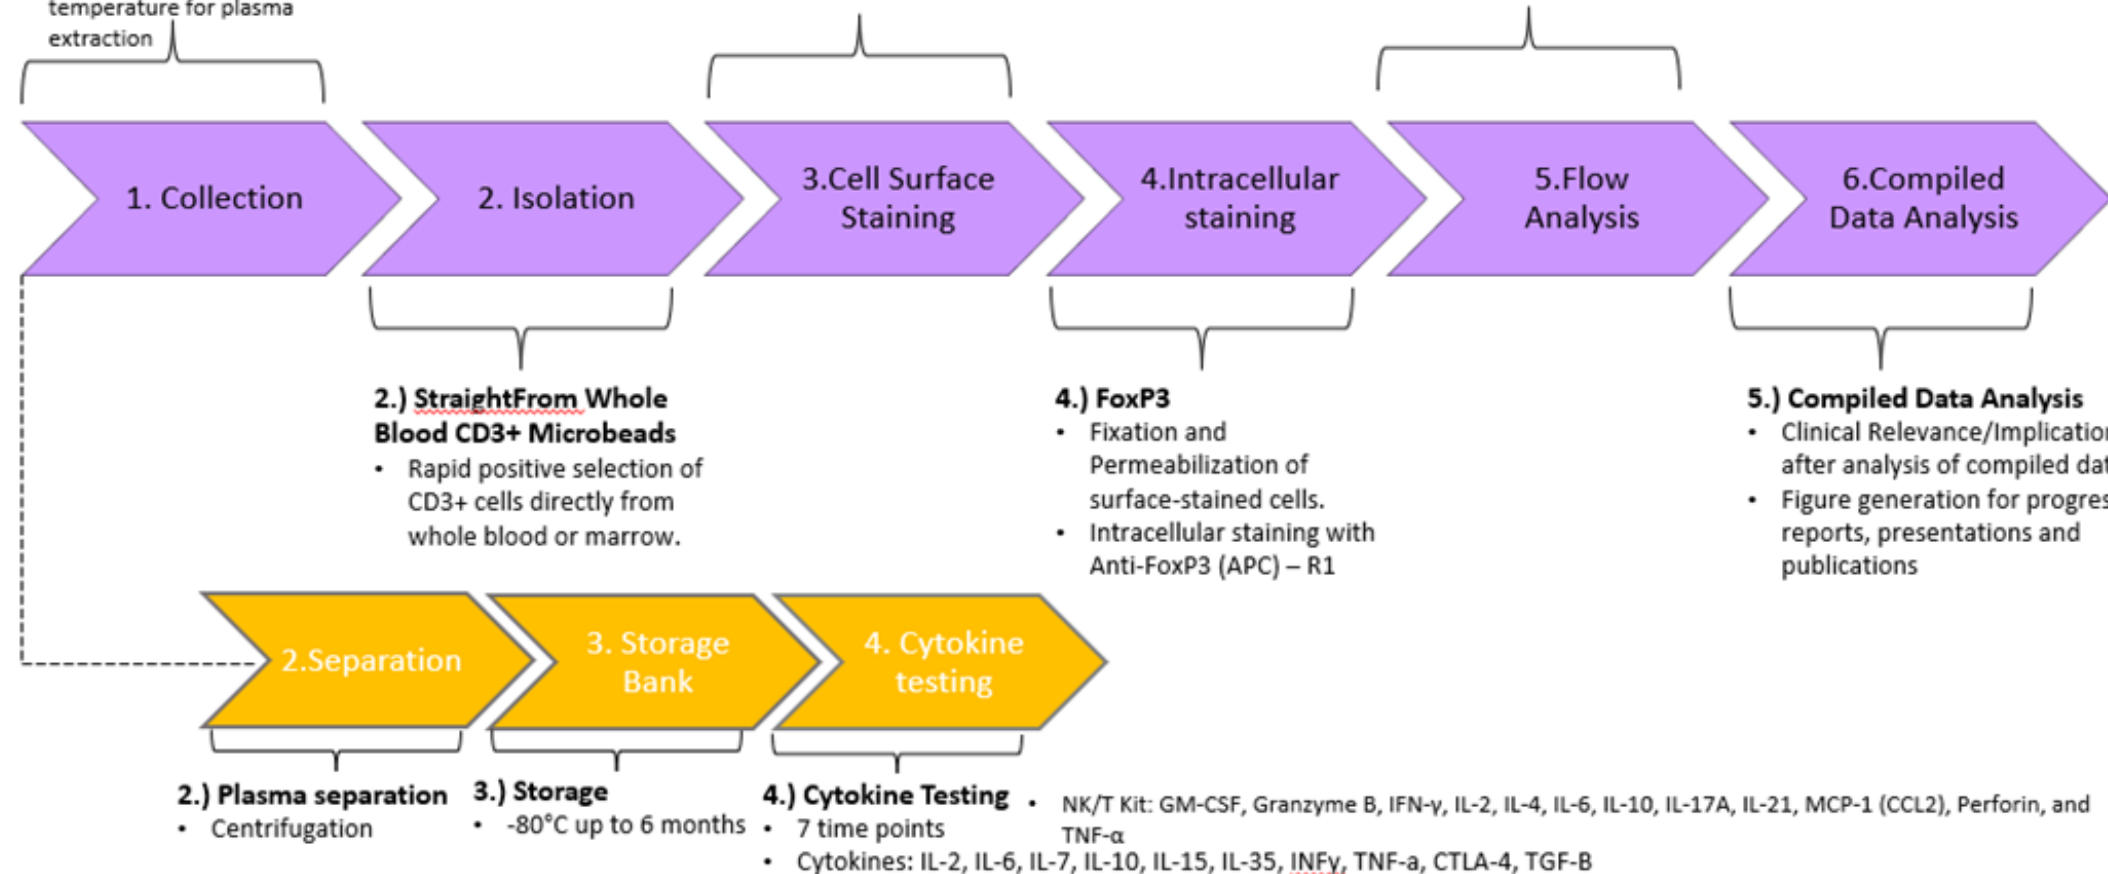 temperature for plasma
extraction
1. Collection
2. Isolation
3.Cell Surface
Staining
4.Intracellular
staining
5.Flow
Analysis
6.Compiled
Data Analysis
2.) StraightFrom Whole
Blood CD3+ Microbeads
• Rapid positive selection of
CD3+ cells directly from
whole blood or marrow.
4.) FoxP3
• Fixation and
Permeabilization of
surface-stained cells.
• Intracellular staining with
Anti-FoxP3 (APC) – R1
5.) Compiled Data Analysis
• Clinical Relevance/Implication
after analysis of compiled dat
• Figure generation for progres
reports, presentations and
publications
2.Separation
3. Storage
Bank
4. Cytokine
testing
2.) Plasma separation
• Centrifugation
3.) Storage
• -80°C up to 6 months
4.) Cytokine Testing
• 7 time points
• Cytokines: IL-2, IL-6, IL-7, IL-10, IL-15, IL-35, INFγ, TNF-a, CTLA-4, TGF-B
• NK/T Kit: GM-CSF, Granzyme B, IFN-γ, IL-2, IL-4, IL-6, IL-10, IL-17A, IL-21, MCP-1 (CCL2), Perforin, and
TNF-α